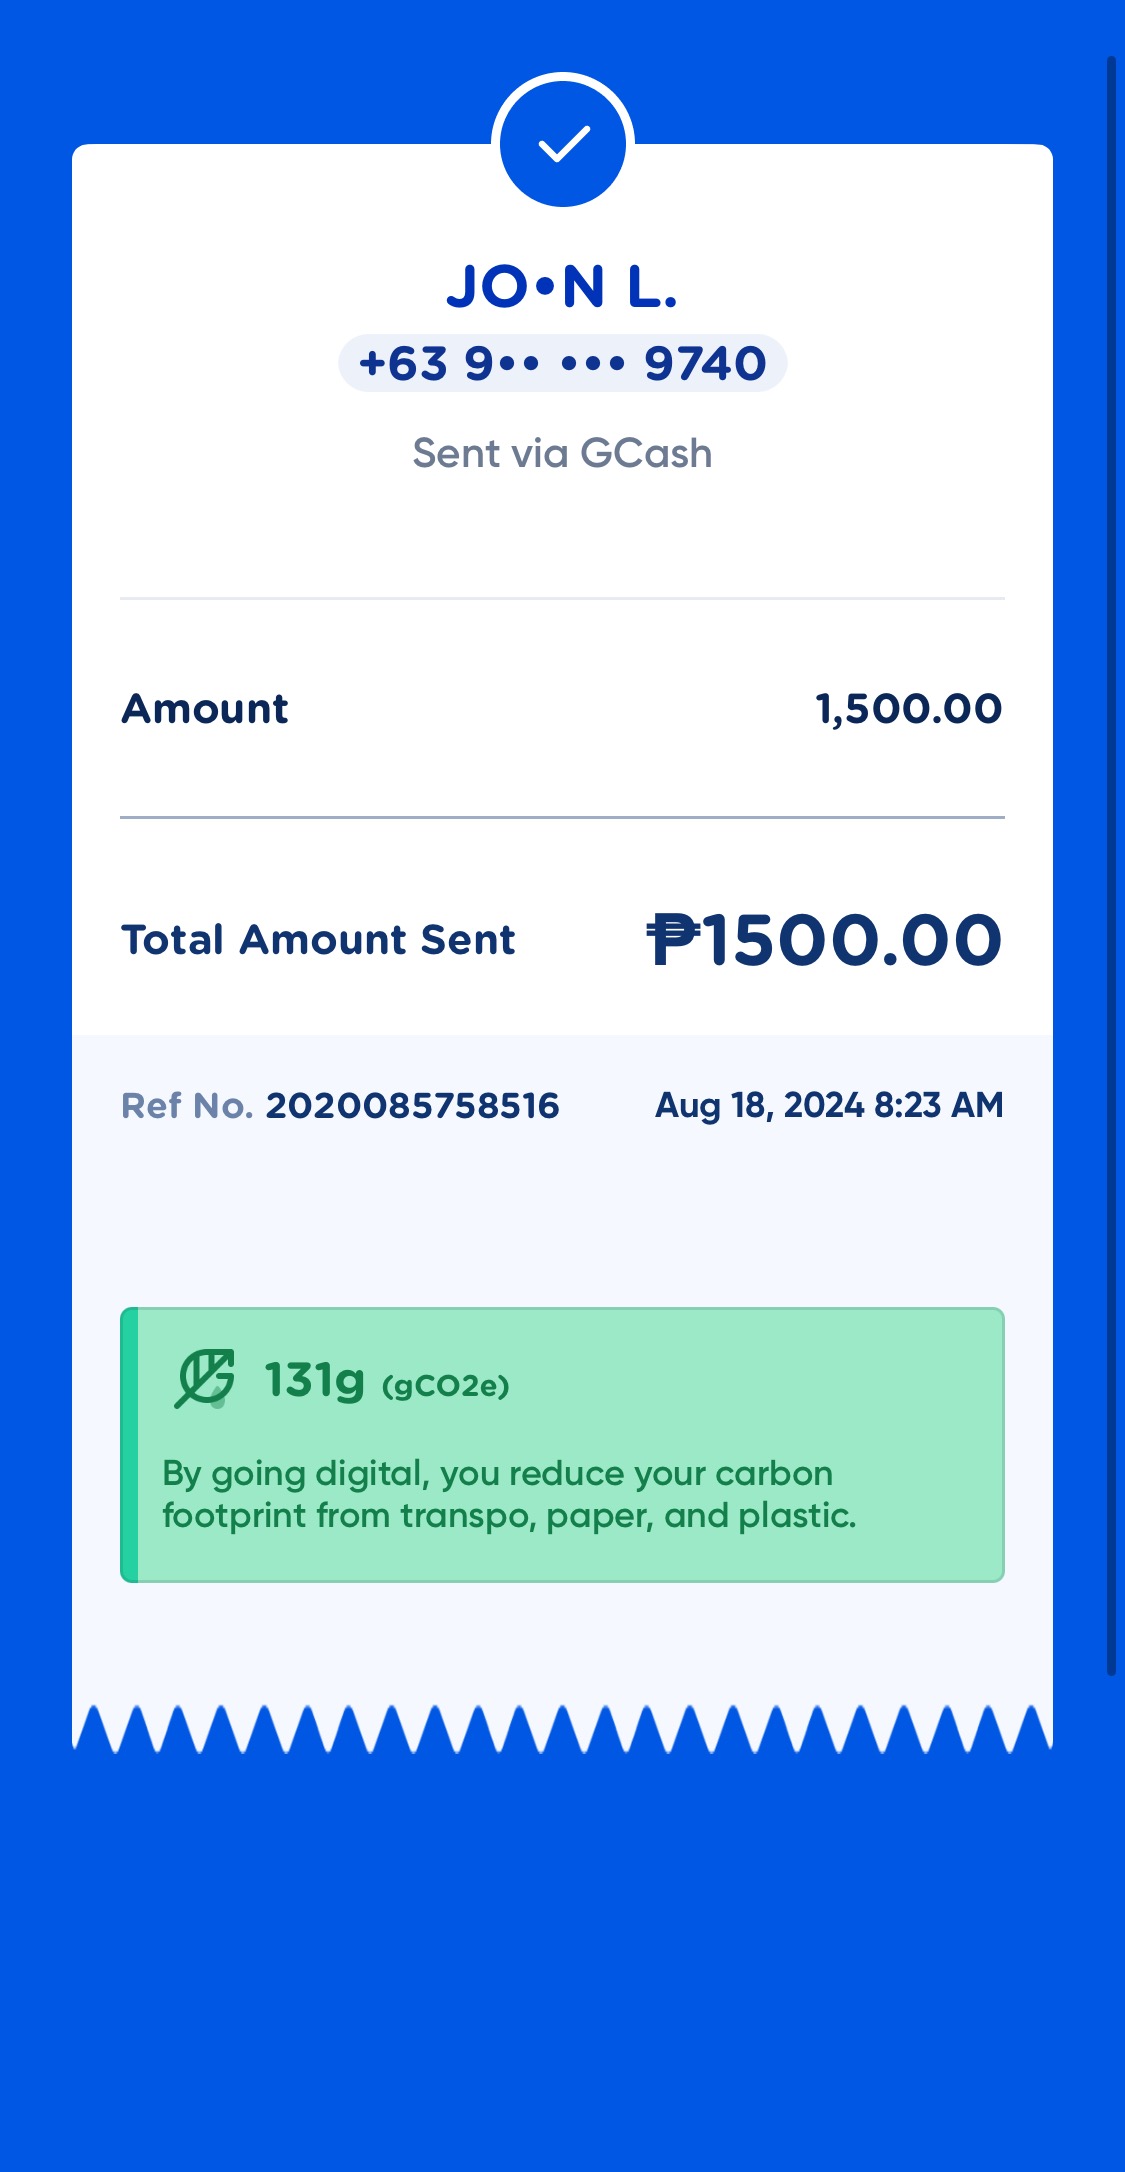 JO•N L.
+63 9•• ••• 9740
Sent via GCash
Amount 1,500.00
Total Amount Sent ₱1500.00
Ref No. 2020085758516 Aug 18, 2024 8:23 AM
131g (gCO2e)
By going digital, you reduce your carbon
footprint from transpo, paper, and plastic.